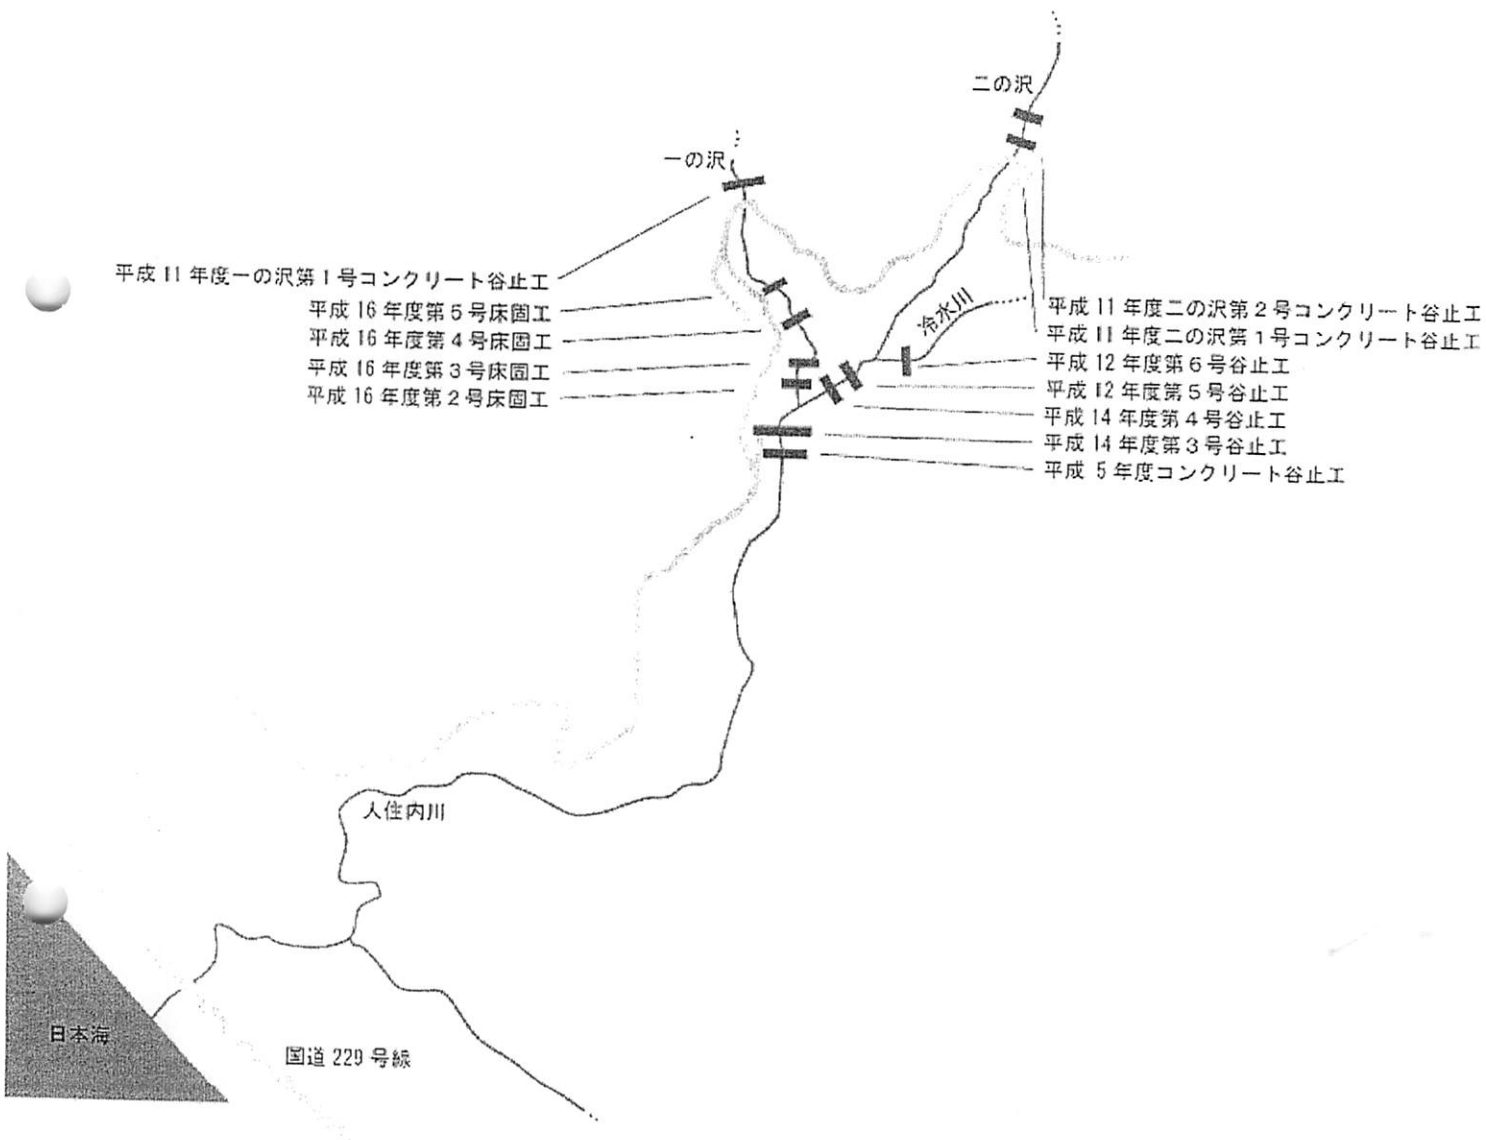 二の沢
一の沢
平成11年度一の沢第1号コンクリート谷止工
平成16年度第5号床固工
平成16年度第4号床固工
平成16年度第3号床固工
平成16年度第2号床固工
冷水川
平成11年度二の沢第2号コンクリート谷止工
平成11年度二の沢第1号コンクリート谷止工
平成12年度第6号谷止工
平成12年度第5号谷止工
平成14年度第4号谷止工
平成14年度第3号谷止工
平成 5年度コンクリート谷止工
人住内川
日本海
国道229号線